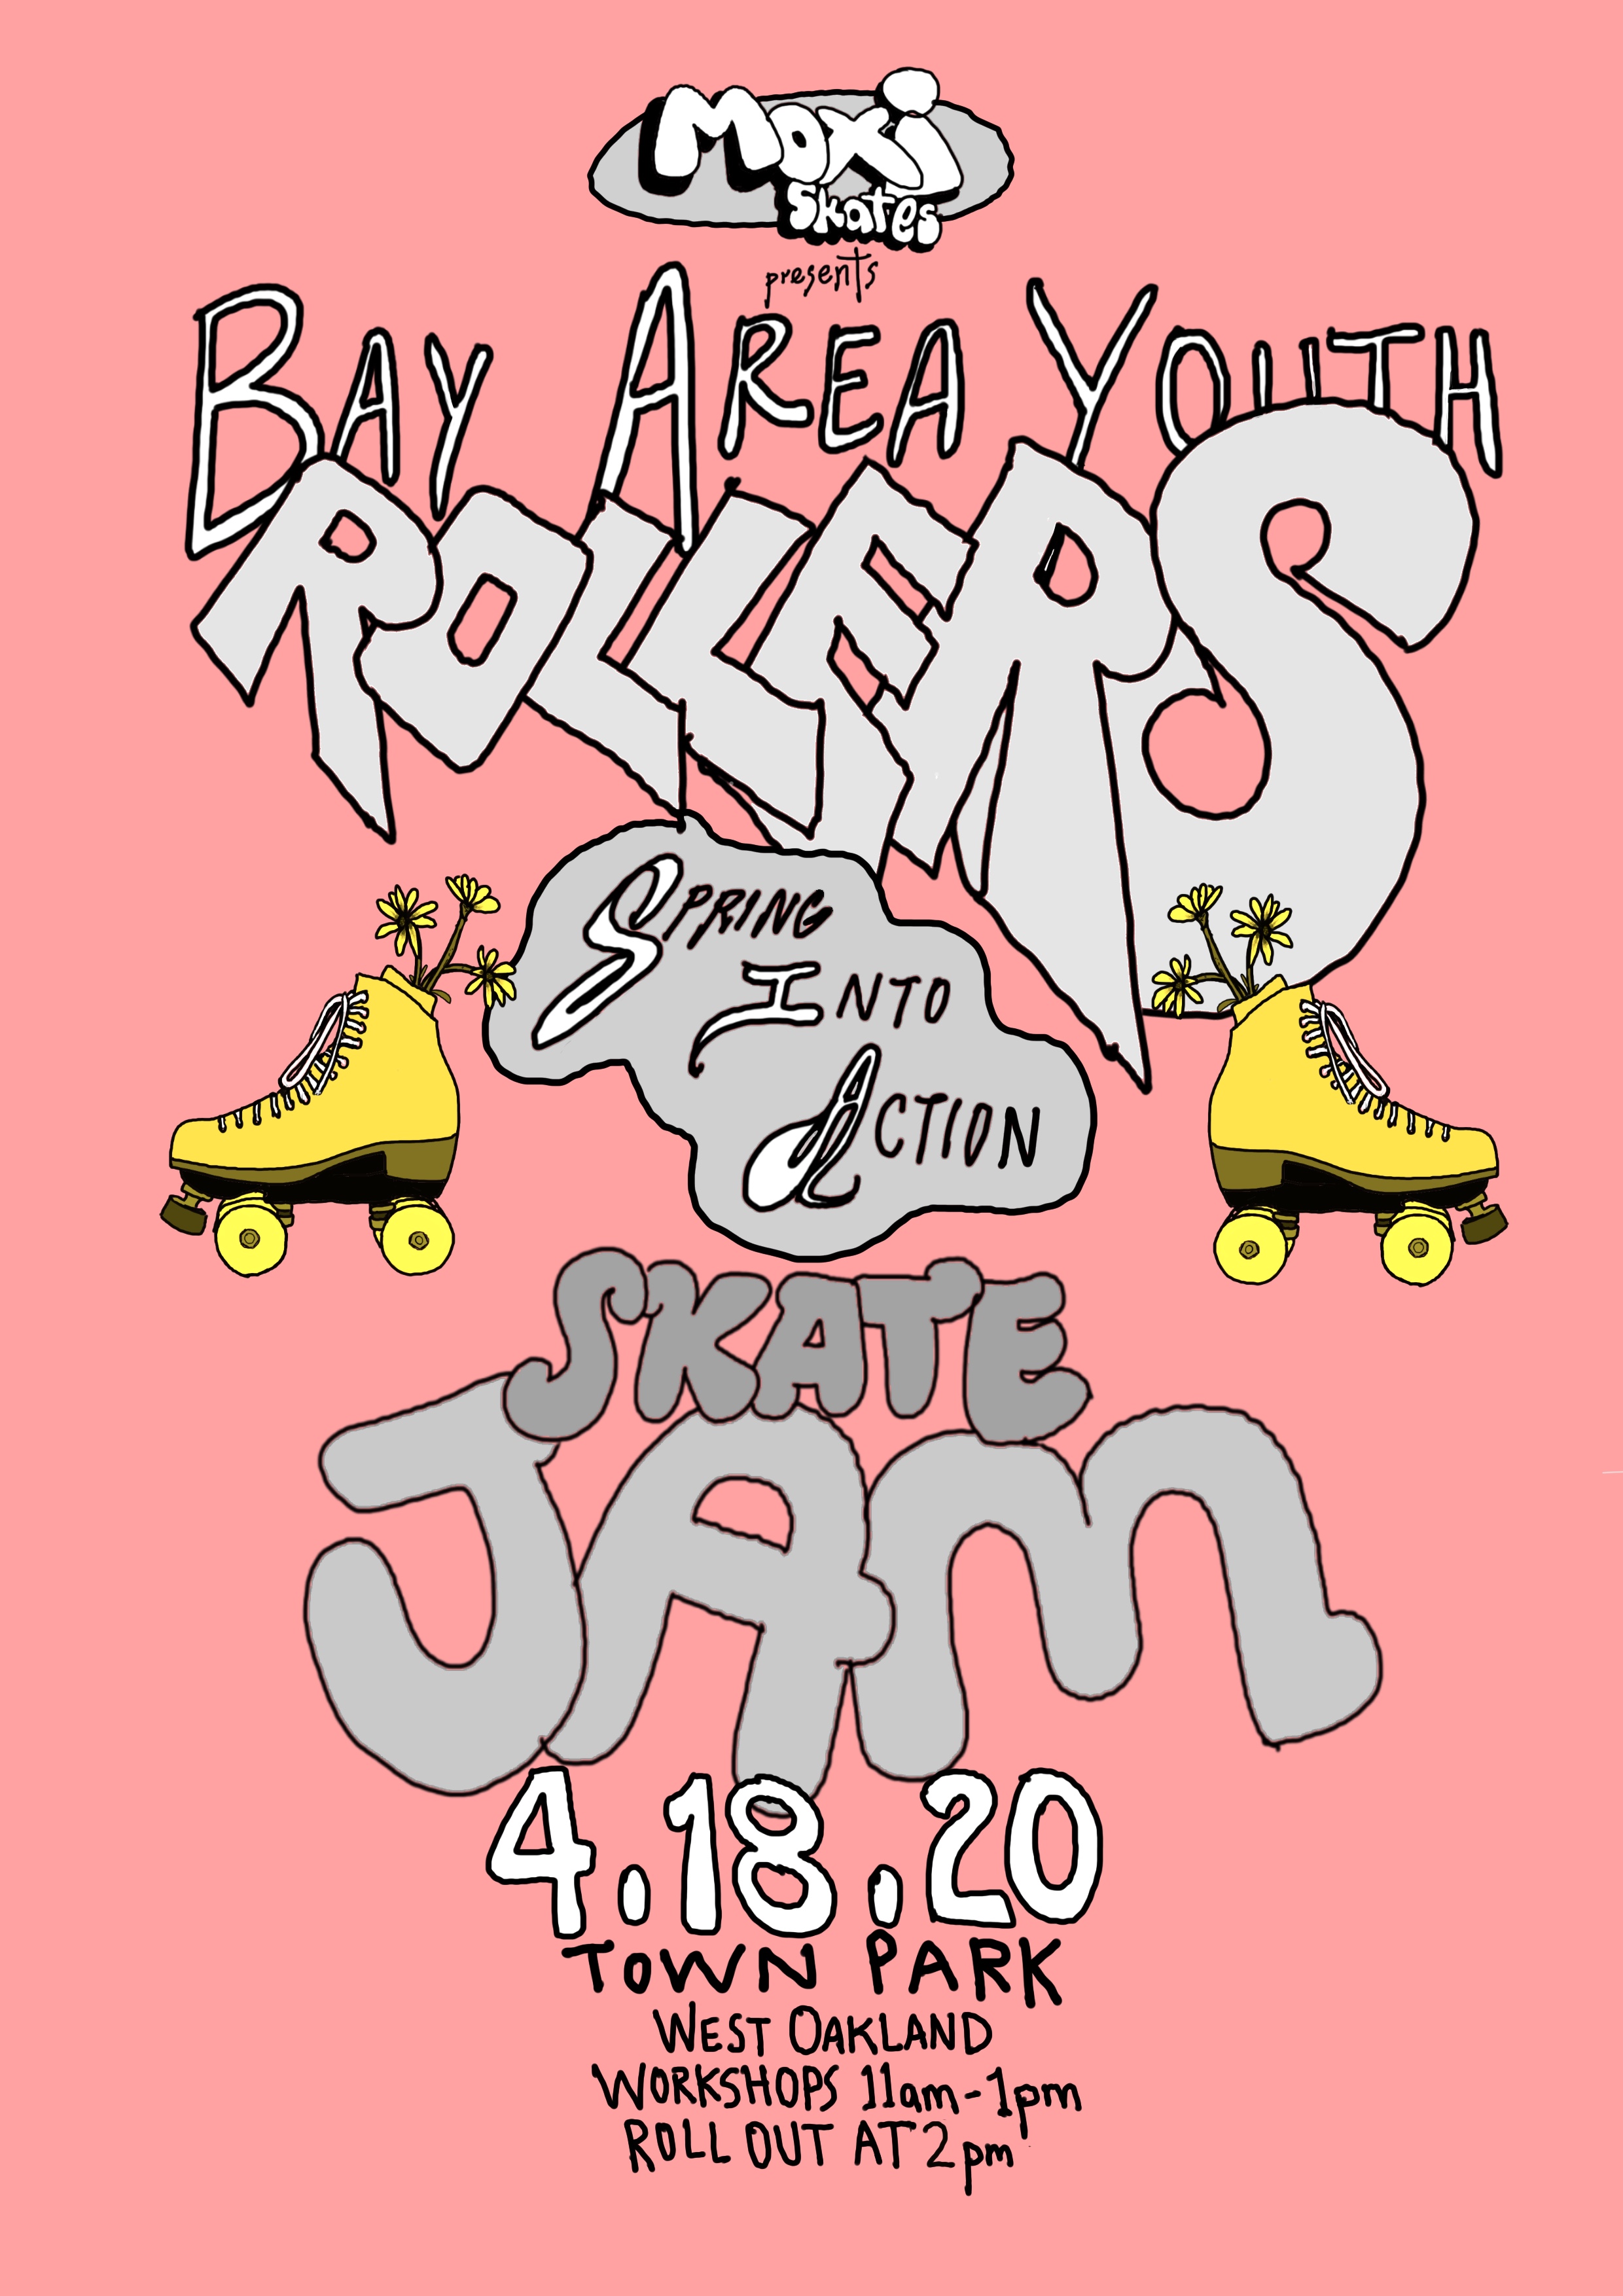 Moxi
Skates
presents
BAY AREA YOUTH
ROLLERS
SPRING
INTO
ACTION
SKATE
JAM
4.18.20
TOWN PARK
WEST OAKLAND
WORKSHOPS 11am-1pm
ROLL OUT AT 2pm